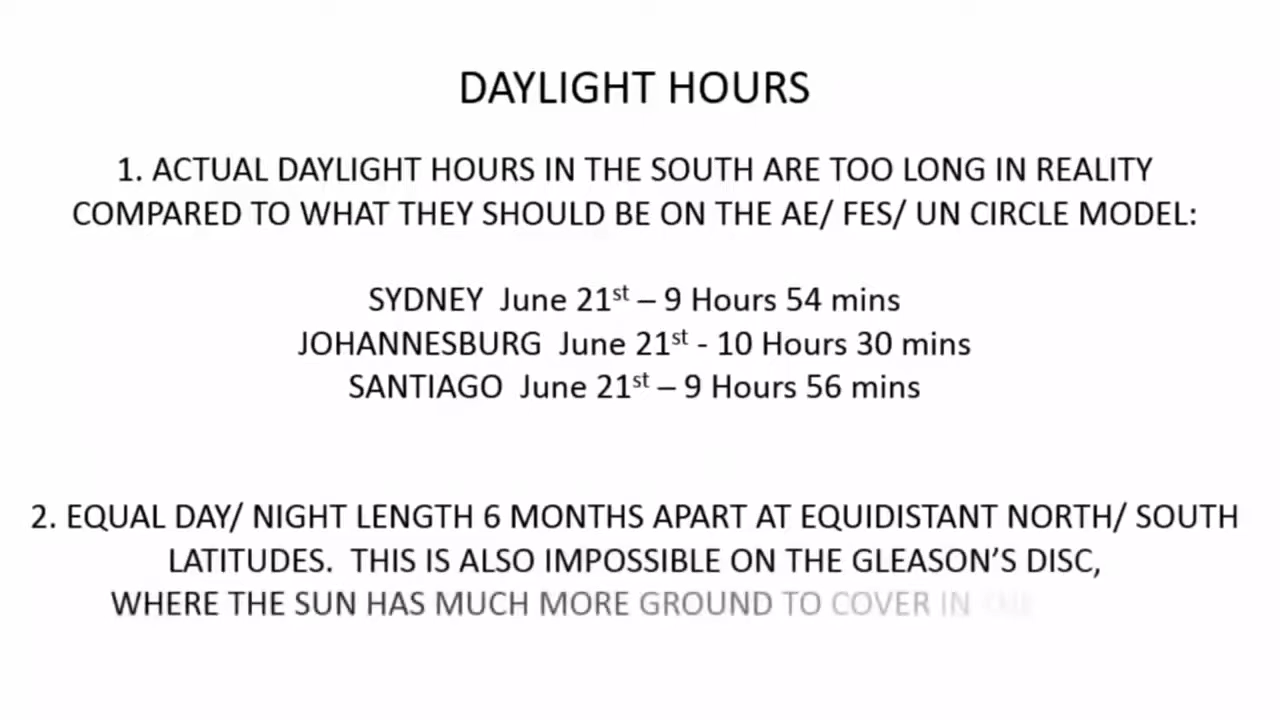 DAYLIGHT HOURS
1. ACTUAL DAYLIGHT HOURS IN THE SOUTH ARE TOO LONG IN REALITY
COMPARED TO WHAT THEY SHOULD BE ON THE AE/ FES/ UN CIRCLE MODEL:
SYDNEY June 21st – 9 Hours 54 mins
JOHANNESBURG June 21st - 10 Hours 30 mins
SANTIAGO June 21st – 9 Hours 56 mins
2. EQUAL DAY/ NIGHT LENGTH 6 MONTHS APART AT EQUIDISTANT NORTH/ SOUTH
LATITUDES. THIS IS ALSO IMPOSSIBLE ON THE GLEASON’S DISC,
WHERE THE SUN HAS MUCH MORE GROUND TO COVER IN THE